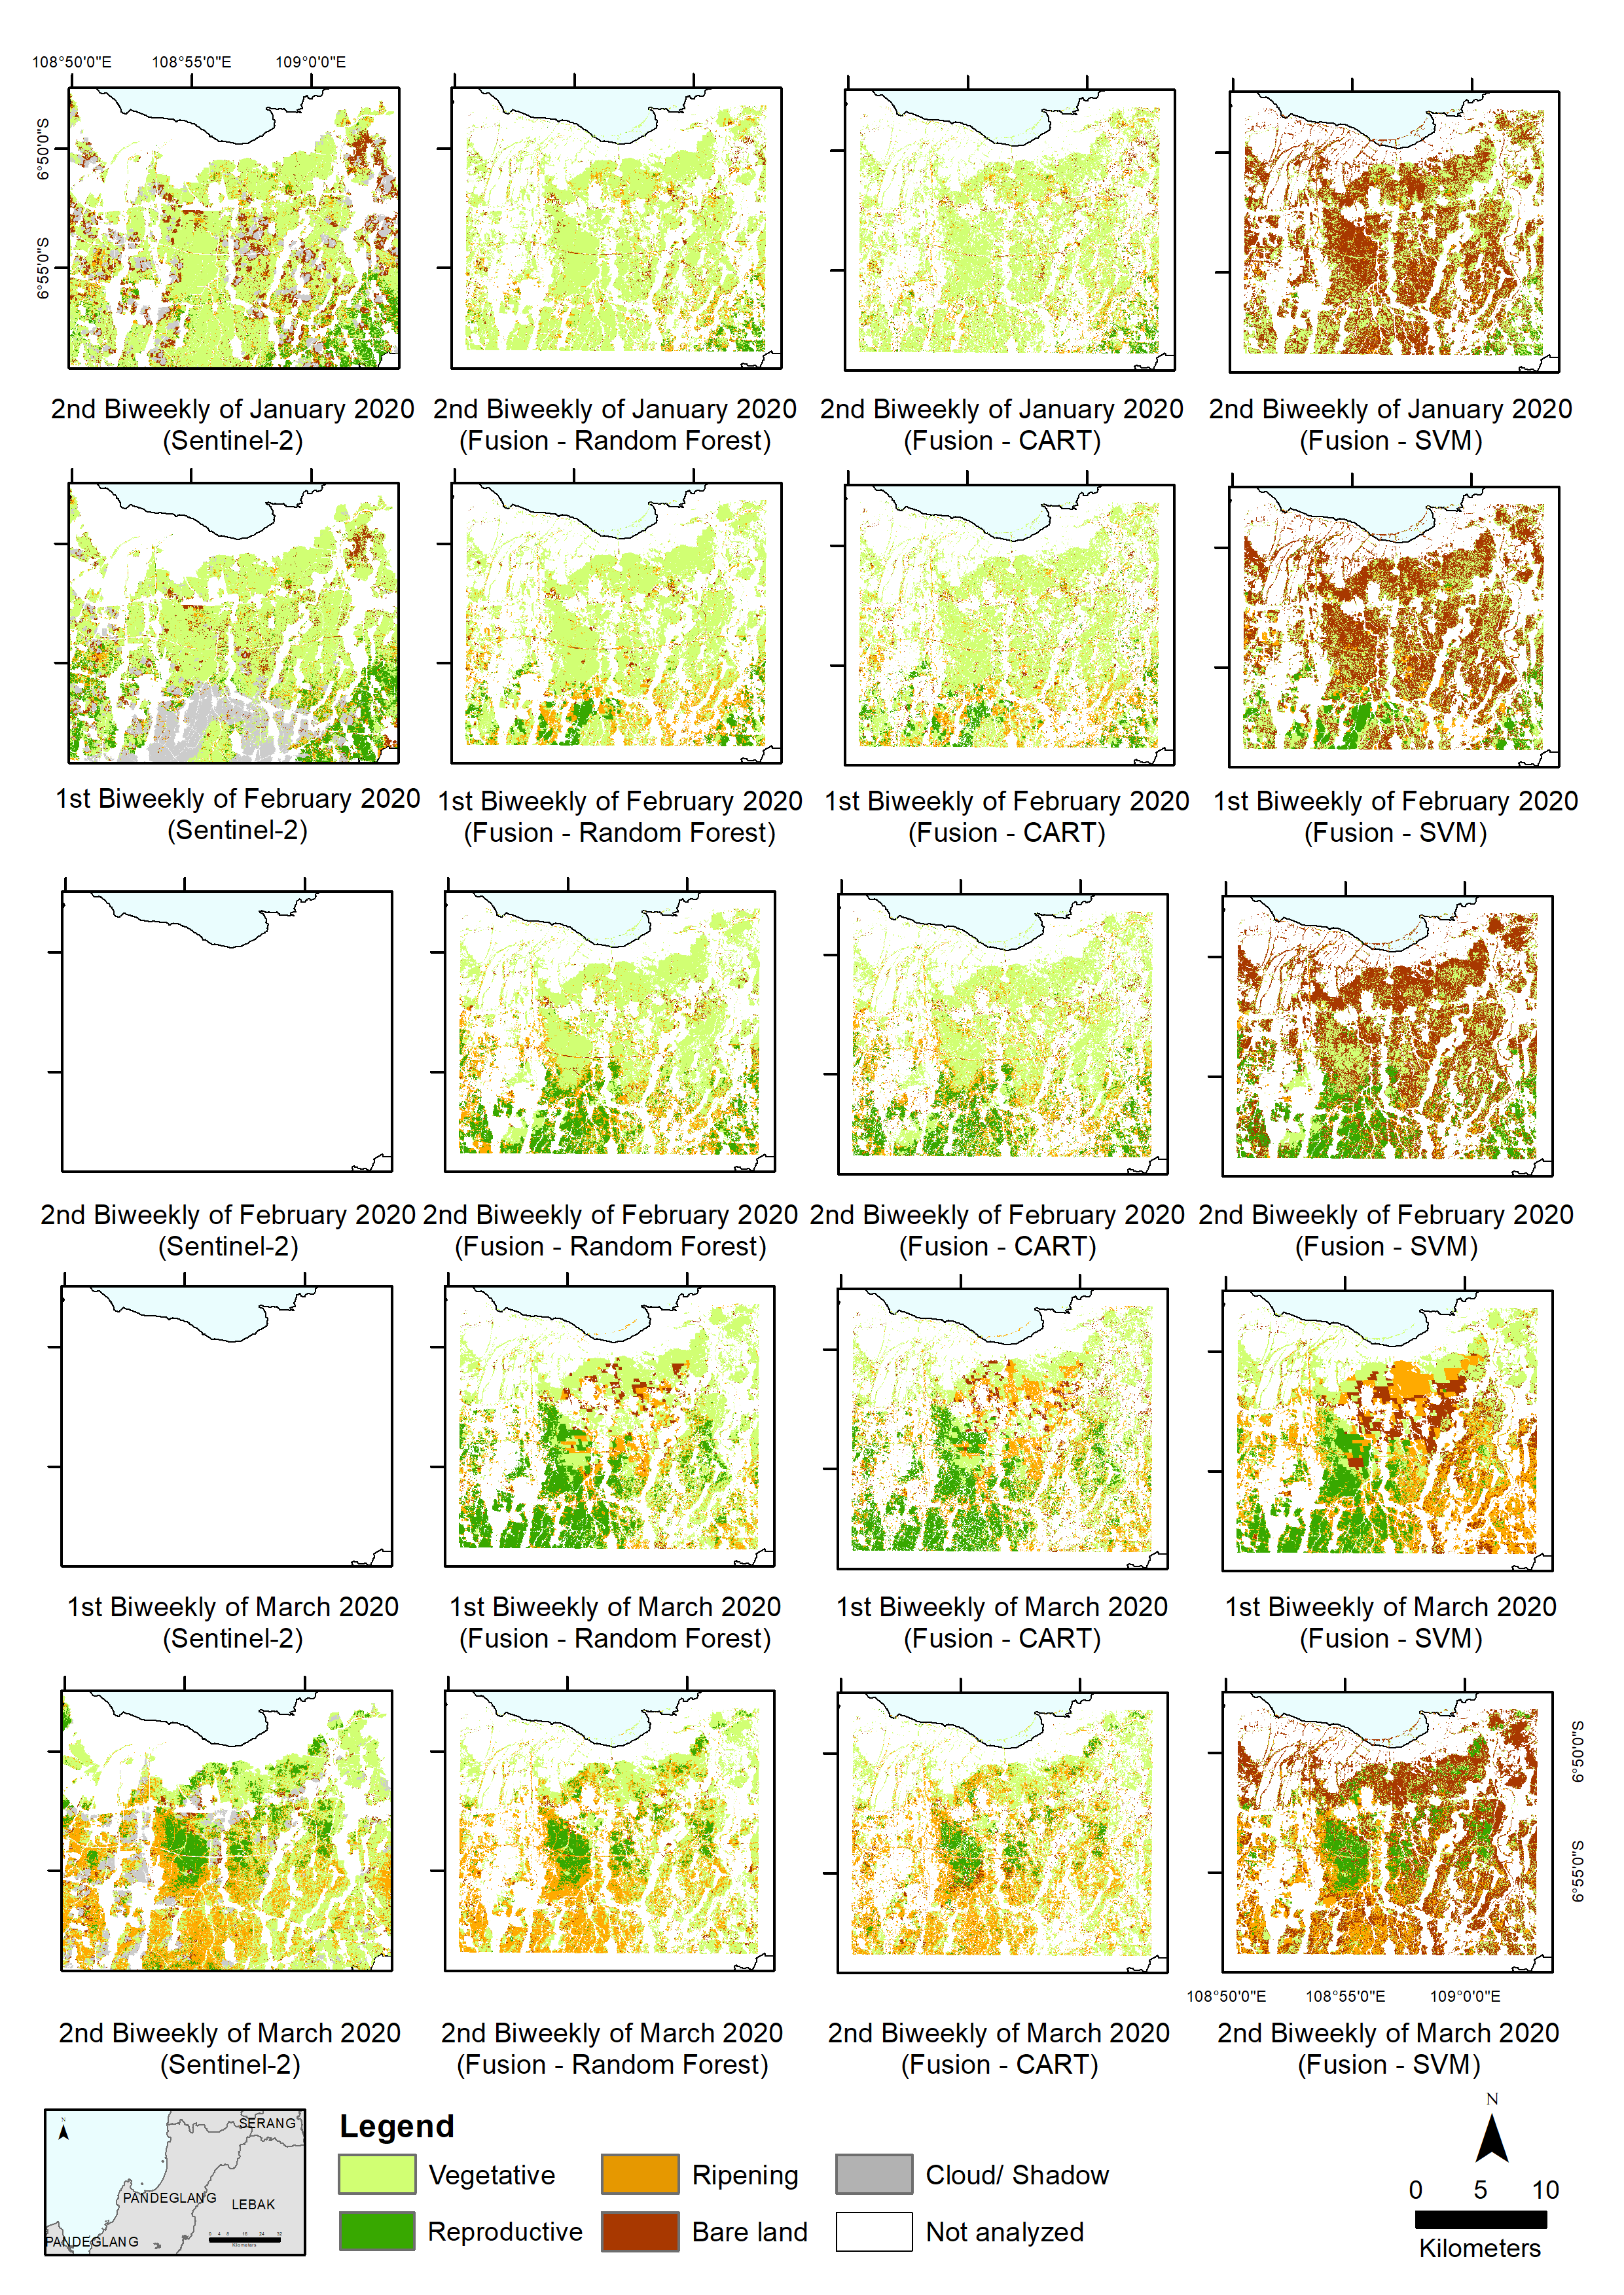 108°50'0"E 108°55'0"E 109°0'0"E
6°50'0"S
6°55'0"S
2nd Biweekly of January 2020
(Sentinel-2)
2nd Biweekly of January 2020
(Fusion - Random Forest)
2nd Biweekly of January 2020
(Fusion - CART)
2nd Biweekly of January 2020
(Fusion - SVM)
1st Biweekly of February 2020
(Sentinel-2)
1st Biweekly of February 2020
(Fusion - Random Forest)
1st Biweekly of February 2020
(Fusion - CART)
1st Biweekly of February 2020
(Fusion - SVM)
2nd Biweekly of February 2020
(Sentinel-2)
2nd Biweekly of February 2020
(Fusion - Random Forest)
2nd Biweekly of February 2020
(Fusion - CART)
2nd Biweekly of February 2020
(Fusion - SVM)
1st Biweekly of March 2020
(Sentinel-2)
1st Biweekly of March 2020
(Fusion - Random Forest)
1st Biweekly of March 2020
(Fusion - CART)
1st Biweekly of March 2020
(Fusion - SVM)
6°50'0"S
6°55'0"S
108°50'0"E 108°55'0"E 109°0'0"E
2nd Biweekly of March 2020
(Sentinel-2)
2nd Biweekly of March 2020
(Fusion - Random Forest)
2nd Biweekly of March 2020
(Fusion - CART)
2nd Biweekly of March 2020
(Fusion - SVM)
N
SERANG
PANDEGLANG
LEBAK
PANDEGLANG
0 4 8 16 24 32
Kilometers
Legend
Vegetative
Ripening
Cloud/ Shadow
Reproductive
Bare land
Not analyzed
N
0 5 10
Kilometers